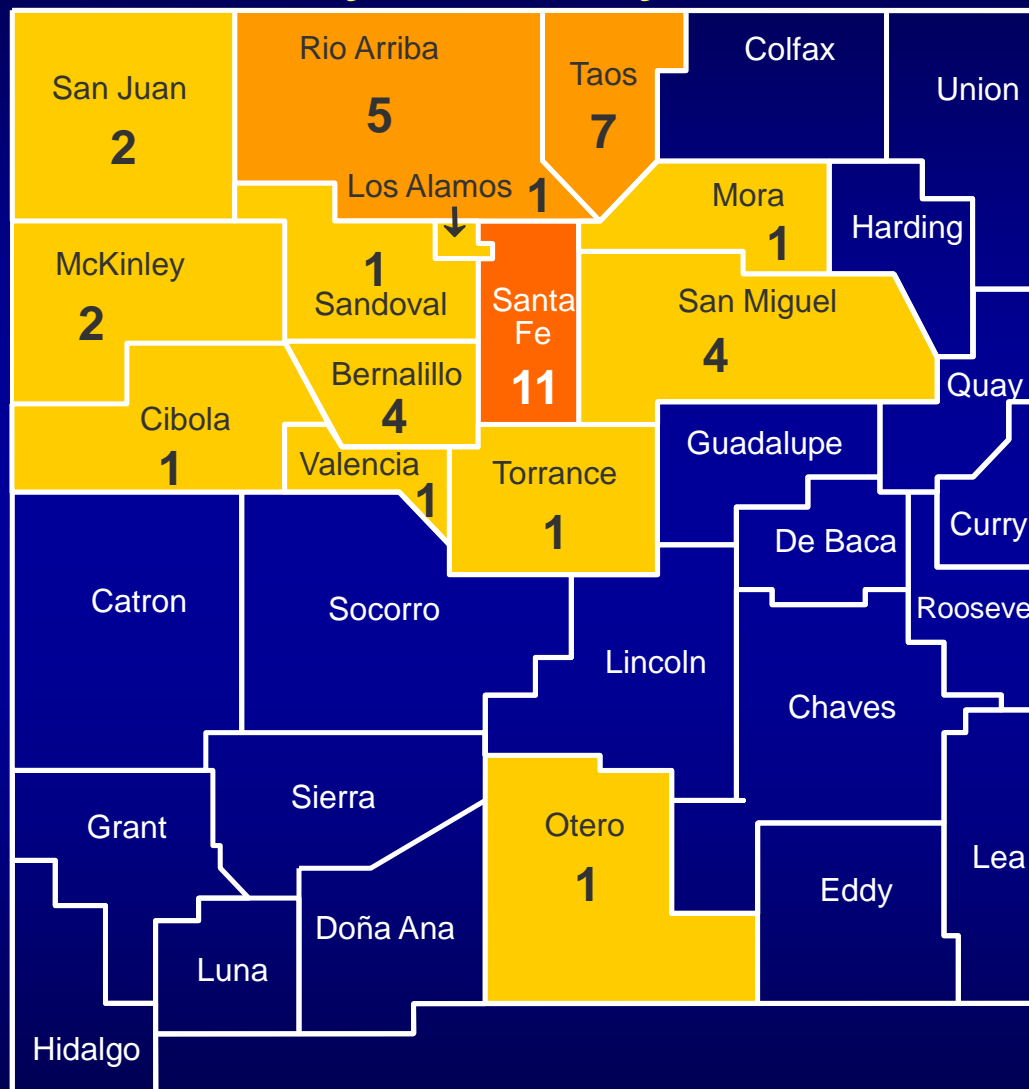 Rio Arriba
5
Taos
7
Colfax
San Juan
2
Union
Los Alamos
1
Mora
1
Harding
McKinley
2
1
Sandoval
Santa
Fe
11
San Miguel
4
Bernalillo
4
Quay
Cibola
1
Guadalupe
Valencia
1
Torrance
1
De Baca
Curry
Catron
Socorro
Rooseve
Lincoln
Chaves
Sierra
Grant
Otero
1
Lea
Eddy
Doña Ana
Luna
Hidalgo